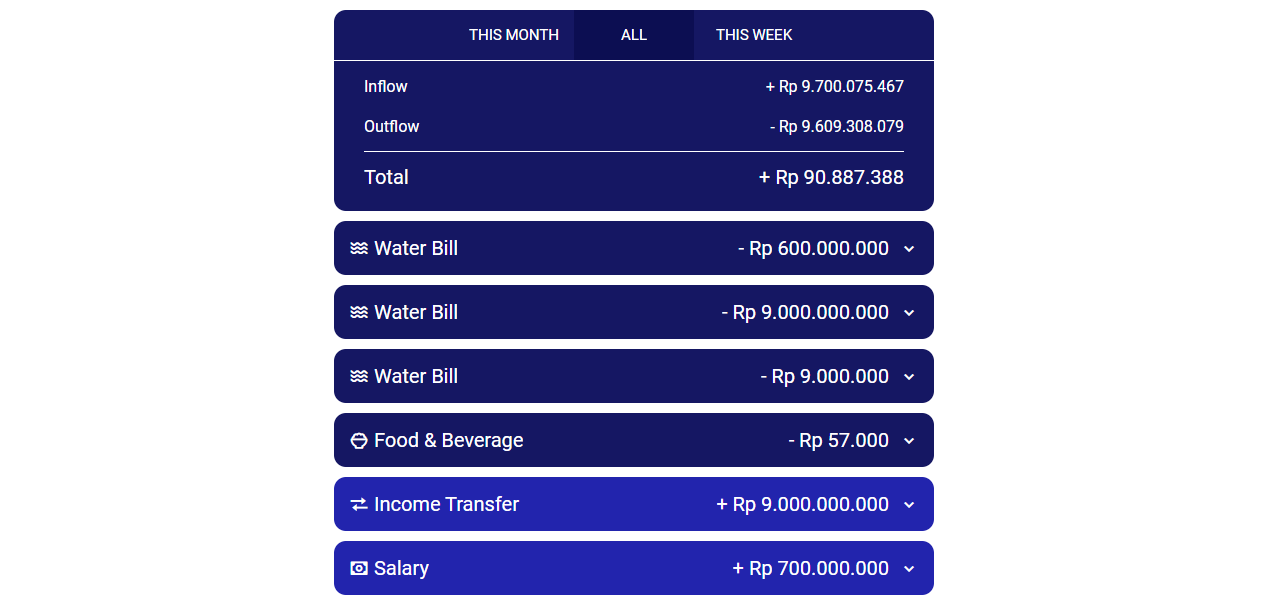 THIS MONTH ALL THIS WEEK
Inflow + Rp 9.700.075.467
Outflow - Rp 9.609.308.079
Total + Rp 90.887.388
Water Bill - Rp 600.000.000
Water Bill - Rp 9.000.000.000
Water Bill - Rp 9.000.000
Food & Beverage - Rp 57.000
Income Transfer + Rp 9.000.000.000
Salary + Rp 700.000.000